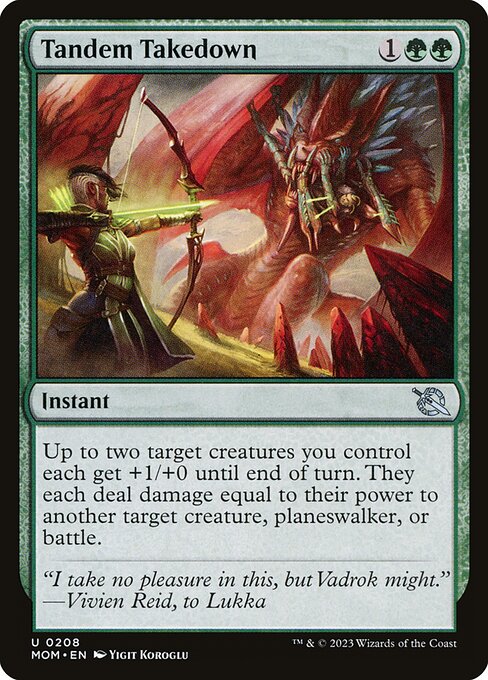 Tandem Takedown 1
Instant
Up to two target creatures you control
each get +1/+0 until end of turn. They
each deal damage equal to their power to
another target creature, planeswalker, or
battle.
“I take no pleasure in this, but Vadrok might.”
—Vivien Reid, to Lukka
U 0208
MOM • EN Yigit Koroglu
™ & © 2023 Wizards of the Coast